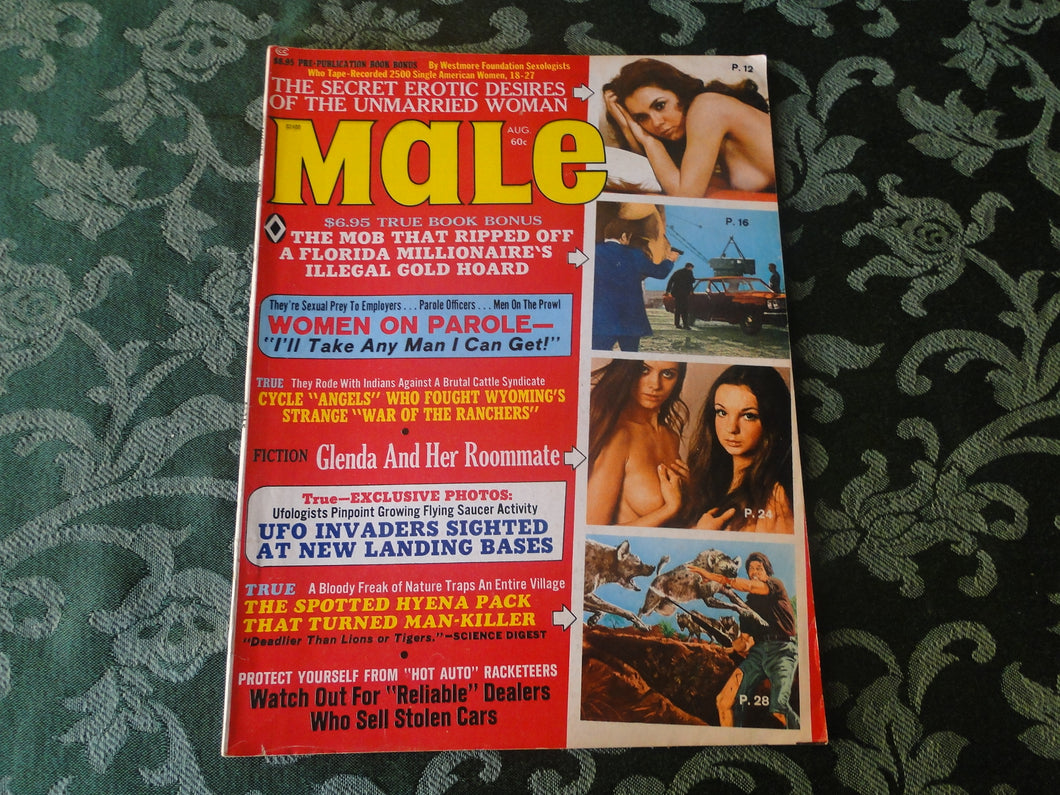 $8.95 PRE-PUBLICATION BOOK BONUS By Westmore Foundation Sexologists
Who Tape-Recorded 2500 Single American Women, 18-27
THE SECRET EROTIC DESIRES
OF THE UNMARRIED WOMAN
P. 12
MaLe
AUG.
60c
$6.95 TRUE BOOK BONUS
THE MOB THAT RIPPED OFF
A FLORIDA MILLIONAIRE'S
ILLEGAL GOLD HOARD
P. 16
They're Sexual Prey To Employers . . . Parole Officers . . . Men On The Prowl
WOMEN ON PAROLE—
"I'll Take Any Man I Can Get!"
TRUE They Rode With Indians Against A Brutal Cattle Syndicate
CYCLE "ANGELS" WHO FOUGHT WYOMING'S
STRANGE "WAR OF THE RANCHERS"
FICTION Glenda And Her Roommate
P. 24
True—EXCLUSIVE PHOTOS:
Ufologists Pinpoint Growing Flying Saucer Activity
UFO INVADERS SIGHTED
AT NEW LANDING BASES
TRUE A Bloody Freak of Nature Traps An Entire Village
THE SPOTTED HYENA PACK
THAT TURNED MAN-KILLER
"Deadlier Than Lions or Tigers."—SCIENCE DIGEST
P. 28
PROTECT YOURSELF FROM "HOT AUTO" RACKETEERS
Watch Out For "Reliable" Dealers
Who Sell Stolen Cars